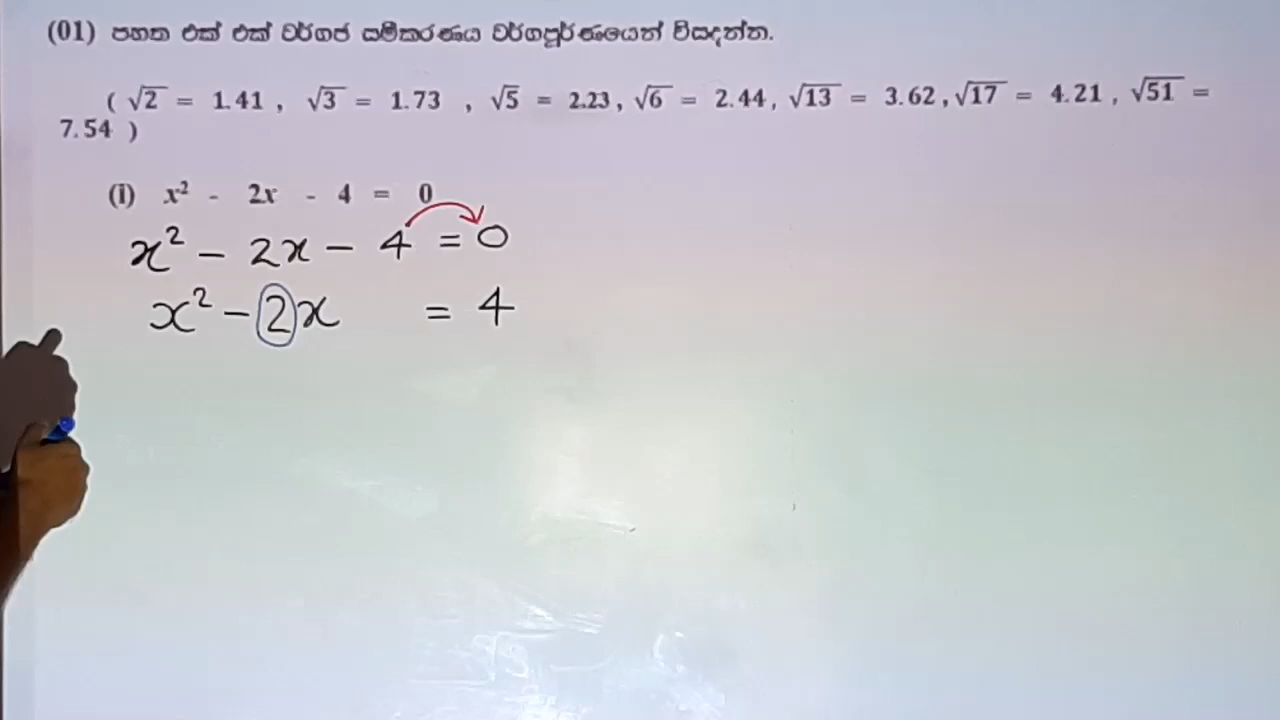 (01) පහත එක් එක් වර්ගජ සමීකරණය වර්ගපූර්ණයෙන් විසඳන්න.
( √2 = 1.41 , √3 = 1.73 , √5 = 2.23 , √6 = 2.44 , √13 = 3.62 , √17 = 4.21 , √51 =
7.54 )
(i) x² - 2x - 4 = 0
x² - 2x - 4 = 0
x² - 2x = 4